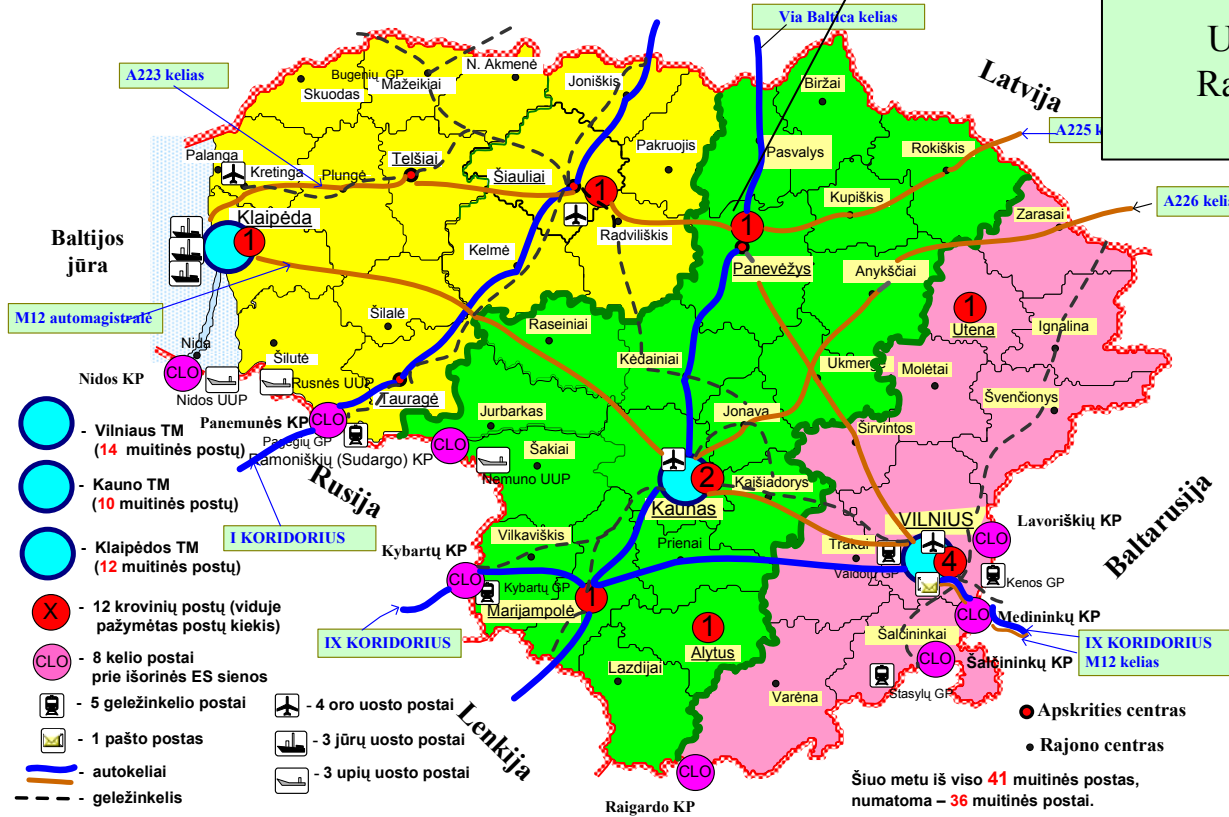 Via Baltica kelias
U
Ra
A223 kelias
Latvija
A225 k
A226 kelia
N. Akmenė
Bugenių GP
Mažeikiai
Skuodas
Joniškis
Biržai
Palanga
Kretinga
Plungė
Telšiai
Šiauliai
Pakruojis
Pasvalys
Rokiškis
Kupiškis
Zarasai
Klaipėda
1
1
1
Radviliškis
Baltijos
jūra
Kelmė
Panevėžys
Anykščiai
M12 automagistralė
Šilalė
Raseiniai
Kėdainiai
1
Utena
Ignalina
Nida
Šilutė
Ukmergė
Molėtai
Nidos KP
CLO
Nidos UUP
Rusnės UUP
Tauragė
Jurbarkas
Jonava
Švenčionys
Panemunės KP
CLO
Pagėgių GP
Ramoniškių (Sudargo) KP
CLO
Šakiai
Širvintos
Nemuno UUP
2
Kaunas
Kaišiadorys
Rusija
I KORIDORIUS
Vilkaviškis
Prienai
VILNIUS
Trakai
Vaidotų GP
4
Lavoriškių KP
CLO
Kenos GP
Baltarusija
Kybartų KP
CLO
Kybartų GP
Marijampolė
1
IX KORIDORIUS
1
Alytus
Lazdijai
Lenkija
CLO
Medininkų KP
Šalčininkai
CLO
Šalčininkų KP
IX KORIDORIUS
M12 kelias
Stasylų GP
Varėna
CLO
Raigardo KP
- Vilniaus TM
(14 muitinės postų)
- Kauno TM
(10 muitinės postų)
- Klaipėdos TM
(12 muitinės postų)
X
- 12 krovinių postų (viduje
pažymėtas postų kiekis)
CLO
- 8 kelio postai
prie išorinės ES sienos
- 5 geležinkelio postai
- 1 pašto postas
- autokeliai
- geležinkelis
- 4 oro uosto postai
- 3 jūrų uosto postai
- 3 upių uosto postai
Apskrities centras
Rajono centras
Šiuo metu iš viso 41 muitinės postas,
numatoma – 36 muitinės postai.